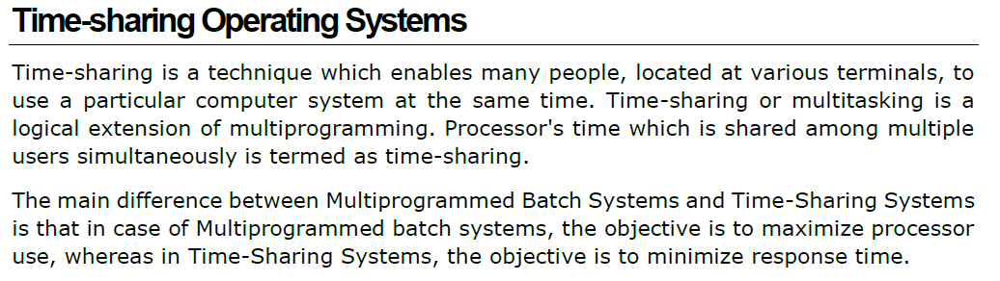 Time-sharing Operating Systems
Time-sharing is a technique which enables many people, located at various terminals, to
use a particular computer system at the same time. Time-sharing or multitasking is a
logical extension of multiprogramming. Processor's time which is shared among multiple
users simultaneously is termed as time-sharing.
The main difference between Multiprogrammed Batch Systems and Time-Sharing Systems
is that in case of Multiprogrammed batch systems, the objective is to maximize processor
use, whereas in Time-Sharing Systems, the objective is to minimize response time.